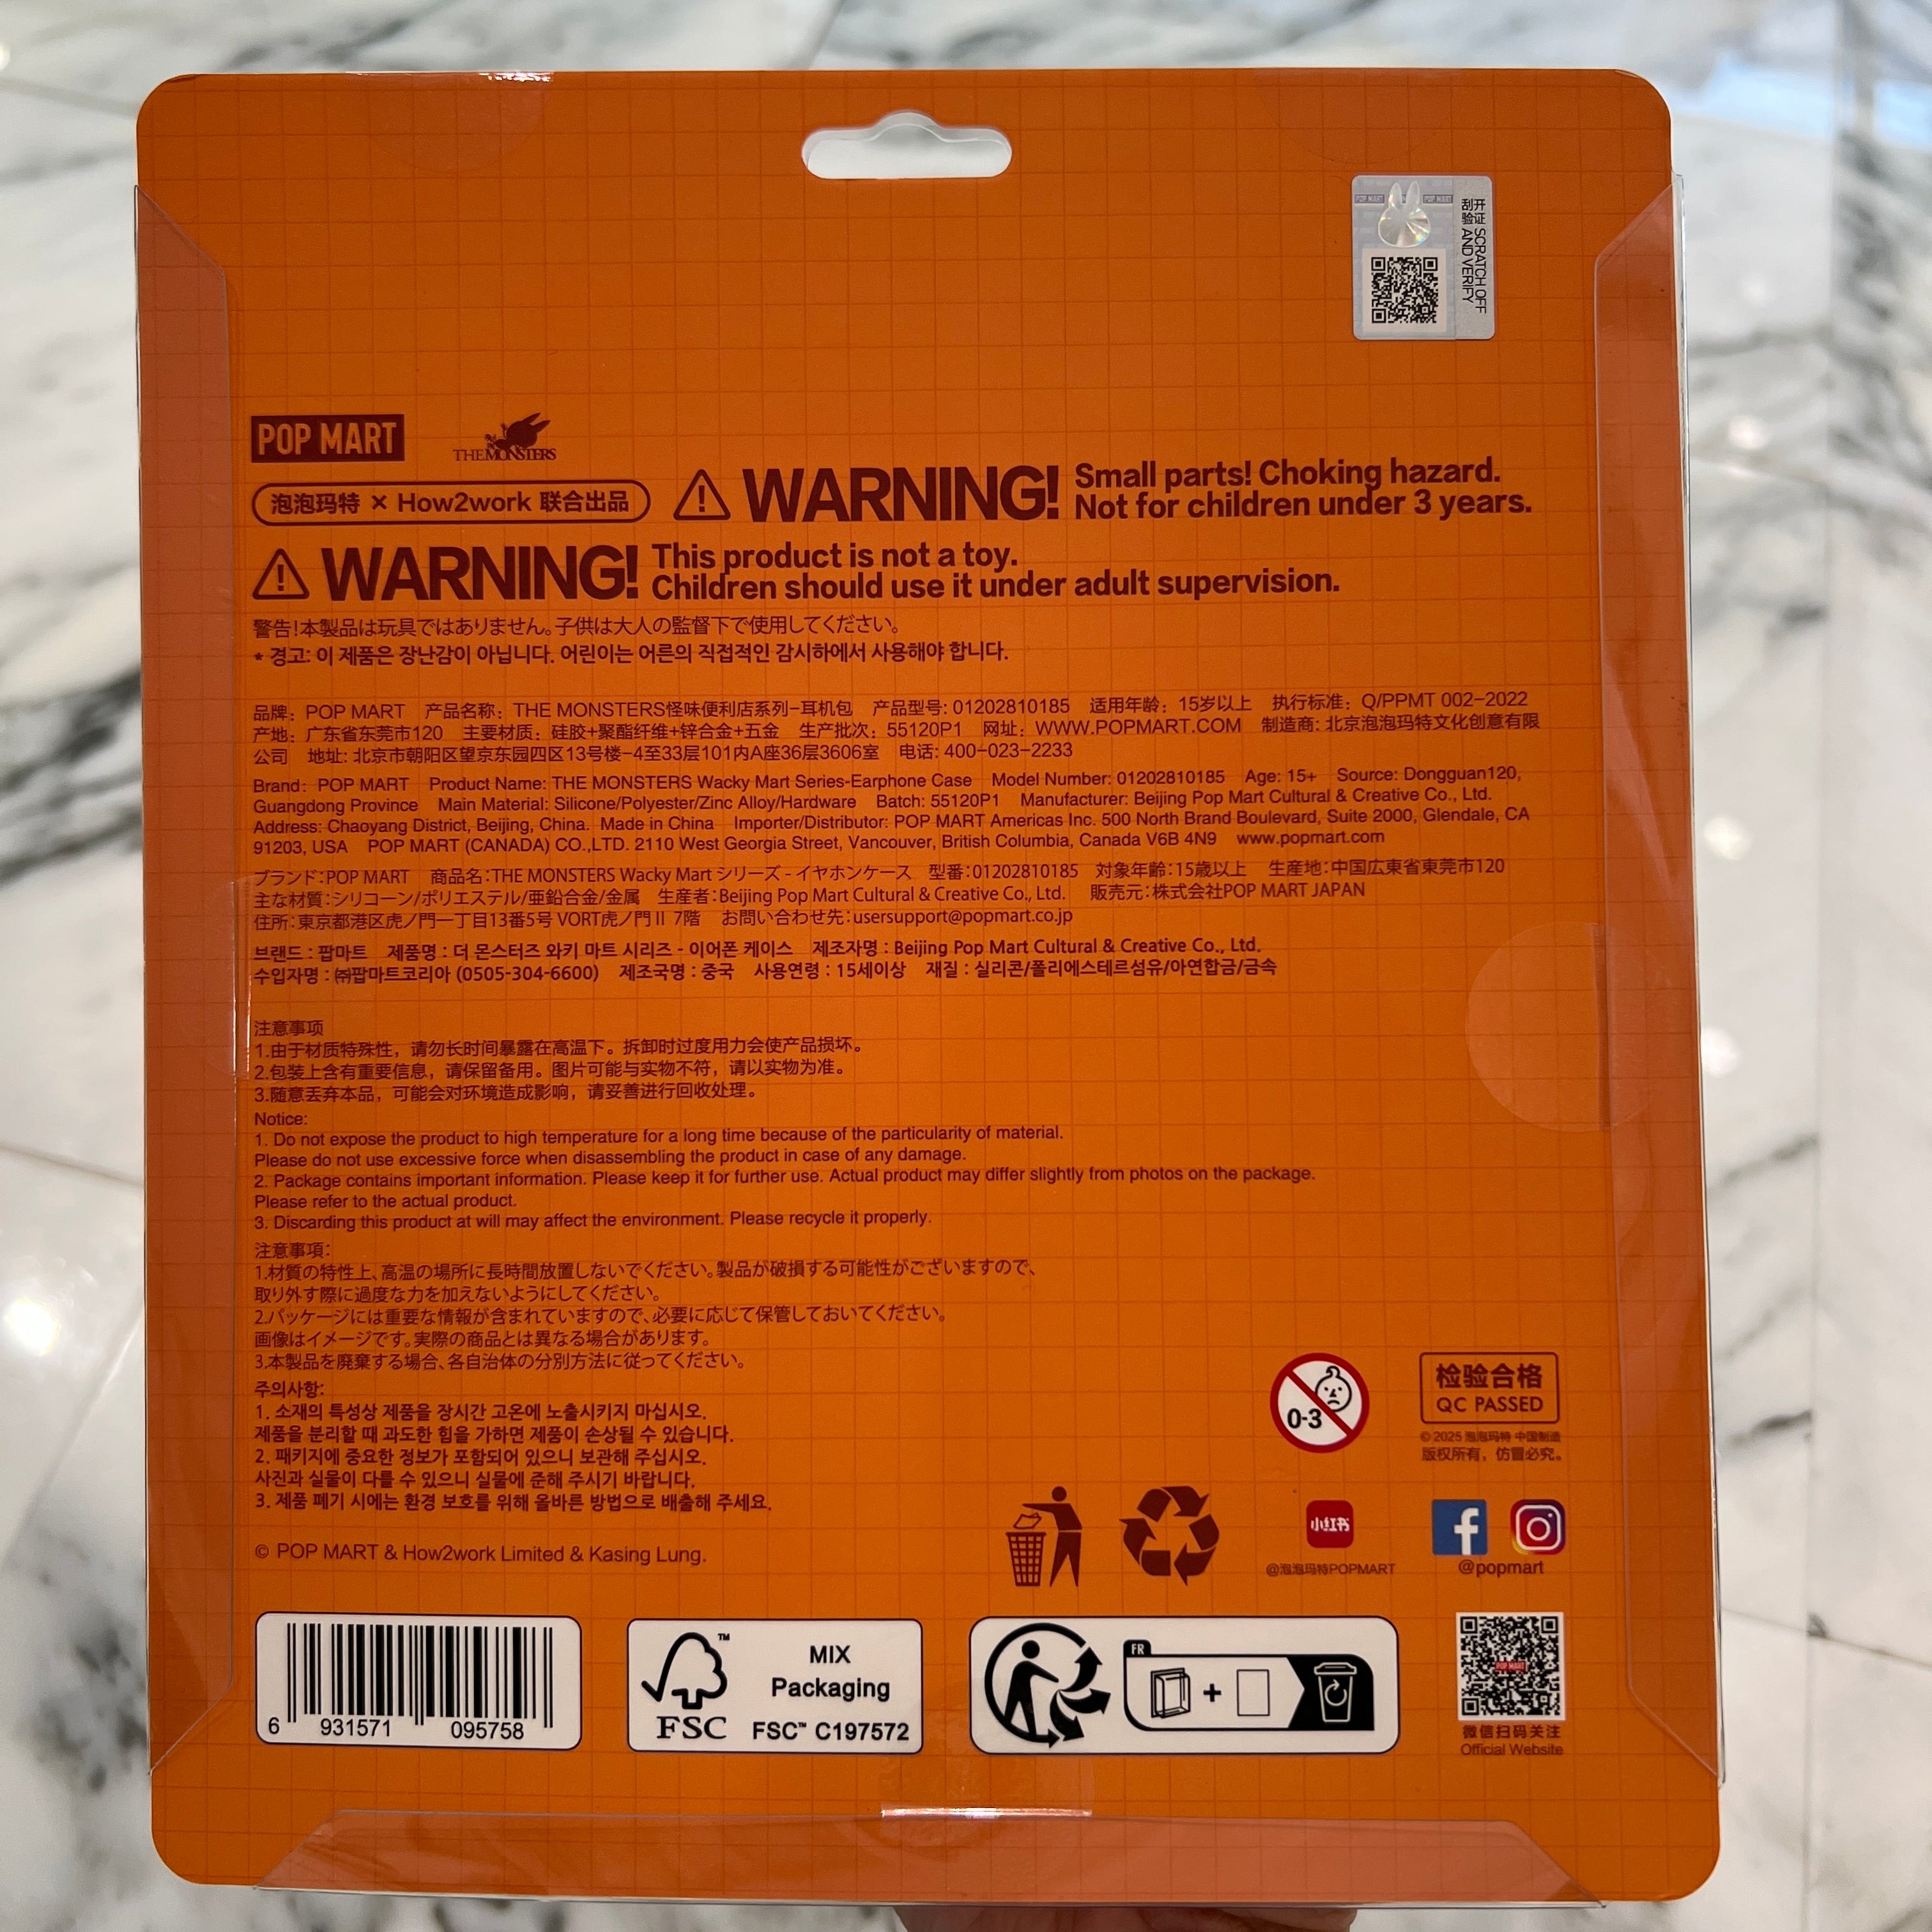 POP MART POP MART
刮开
验证 SCRATCH OFF
AND VERIFY
POP MART
THE MONSTERS
泡泡玛特 × How2work 联合出品
WARNING! Small parts! Choking hazard.
Not for children under 3 years.
WARNING! This product is not a toy.
Children should use it under adult supervision.
警告!本製品は玩具ではありません。子供は大人の監督下で使用してください。
* 경고: 이 제품은 장난감이 아닙니다. 어린이는 어른의 직접적인 감시하에서 사용해야 합니다.
品牌：POP MART 产品名称：THE MONSTERS怪味便利店系列-耳机包 产品型号: 01202810185 适用年龄：15岁以上 执行标准：Q/PPMT 002-2022
产地：广东省东莞市120 主要材质：硅胶+聚酯纤维+锌合金+五金 生产批次：55120P1 网址：WWW.POPMART.COM 制造商: 北京泡泡玛特文化创意有限
公司 地址: 北京市朝阳区望京东园四区13号楼-4至33层101内A座36层3606室 电话: 400-023-2233
Brand: POP MART Product Name: THE MONSTERS Wacky Mart Series-Earphone Case Model Number: 01202810185 Age: 15+ Source: Dongguan120,
Guangdong Province Main Material: Silicone/Polyester/Zinc Alloy/Hardware Batch: 55120P1 Manufacturer: Beijing Pop Mart Cultural & Creative Co., Ltd.
Address: Chaoyang District, Beijing, China. Made in China Importer/Distributor: POP MART Americas Inc. 500 North Brand Boulevard, Suite 2000, Glendale, CA
91203, USA POP MART (CANADA) CO.,LTD. 2110 West Georgia Street, Vancouver, British Columbia, Canada V6B 4N9 www.popmart.com
ブランド:POP MART 商品名:THE MONSTERS Wacky Mart シリーズ - イヤホンケース 型番:01202810185 対象年齢:15歳以上 生産地:中国広東省東莞市120
主な材質:シリコーン/ポリエステル/亜鉛合金/金属 生産者:Beijing Pop Mart Cultural & Creative Co., Ltd. 販売元:株式会社POP MART JAPAN
住所:東京都港区虎ノ門一丁目13番5号 VORT虎ノ門Ⅱ 7階 お問い合わせ先:usersupport@popmart.co.jp
브랜드 : 팝마트 제품명 : 더 몬스터즈 와키 마트 시리즈 - 이어폰 케이스 제조자명 : Beijing Pop Mart Cultural & Creative Co., Ltd.
수입자명 : ㈜팝마트코리아 (0505-304-6600) 제조국명 : 중국 사용연령 : 15세이상 재질 : 실리콘/폴리에스테르섬유/아연합금/금속
注意事项
1.由于材质特殊性，请勿长时间暴露在高温下。拆卸时过度用力会使产品损坏。
2.包装上含有重要信息，请保留备用。图片可能与实物不符，请以实物为准。
3.随意丢弃本品，可能会对环境造成影响，请妥善进行回收处理。
Notice:
1. Do not expose the product to high temperature for a long time because of the particularity of material.
Please do not use excessive force when disassembling the product in case of any damage.
2. Package contains important information. Please keep it for further use. Actual product may differ slightly from photos on the package.
Please refer to the actual product.
3. Discarding this product at will may affect the environment. Please recycle it properly.
注意事項:
1.材質の特性上、高温の場所に長時間放置しないでください。製品が破損する可能性がございますので、
取り外す際に過度な力を加えないようにしてください。
2.パッケージには重要な情報が含まれていますので、必要に応じて保管しておいてください。
画像はイメージです。実際の商品とは異なる場合があります。
3.本製品を廃棄する場合、各自治体の分別方法に従ってください。
주의사항:
1. 소재의 특성상 제품을 장시간 고온에 노출시키지 마십시오.
제품을 분리할 때 과도한 힘을 가하면 제품이 손상될 수 있습니다.
2. 패키지에 중요한 정보가 포함되어 있으니 보관해 주십시오.
사진과 실물이 다를 수 있으니 실물에 준해 주시기 바랍니다.
3. 제품 폐기 시에는 환경 보호를 위해 올바른 방법으로 배출해 주세요.
© POP MART & How2work Limited & Kasing Lung.
0-3
检验合格
QC PASSED
© 2025 泡泡玛特 中国制造
版权所有，仿冒必究。
小红书
@泡泡玛特POPMART
@popmart
6 931571 095758
FSC™
MIX
Packaging
FSC™ C197572
FR
+
POP MART
微信扫码关注
Official Website